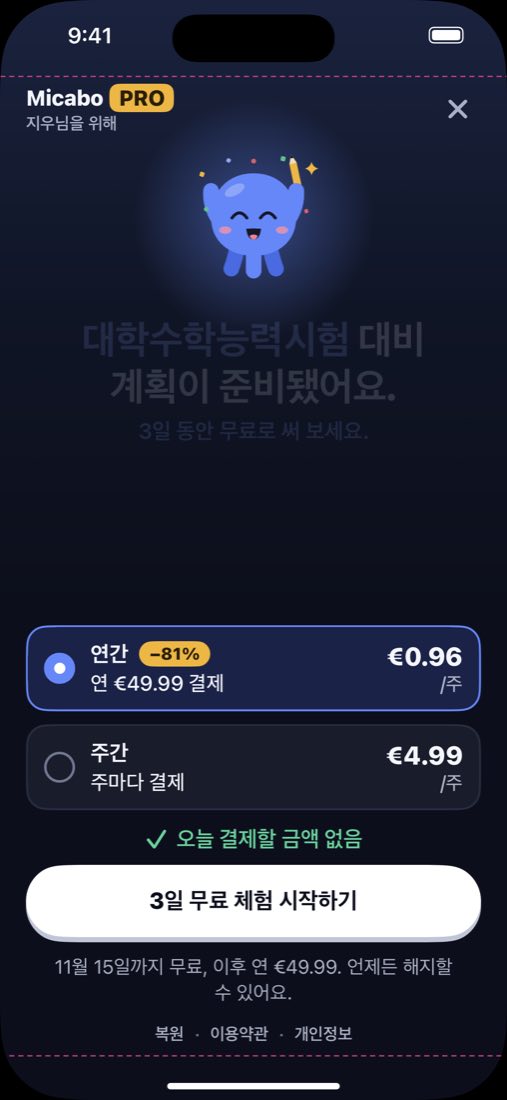 9:41
Micabo PRO
지우님을 위해
대학수학능력시험 대비
계획이 준비됐어요.
3일 동안 무료로 써 보세요.
연간 −81%
€0.96
연 €49.99 결제
/주
주간
€4.99
주마다 결제
/주
오늘 결제할 금액 없음
3일 무료 체험 시작하기
11월 15일까지 무료, 이후 연 €49.99. 언제든 해지할
수 있어요.
복원 · 이용약관 · 개인정보